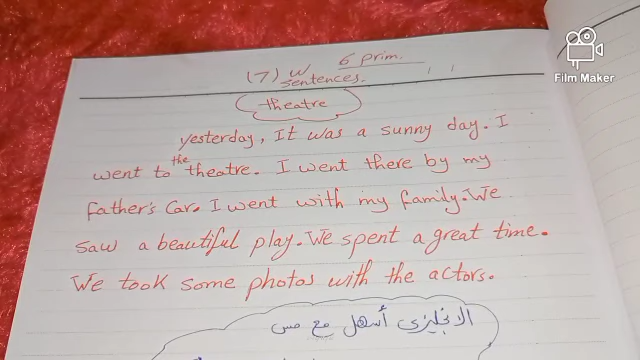 6 prim.
(7) w
sentences.
theatre
yesterday, It was a sunny day. I
went to the theatre. I went there by my
father's Car. I went with my family. We
saw a beautiful play. We spent a great time.
We took some photos with the actors.
الانجليزى أسهل مع مس
Film Maker